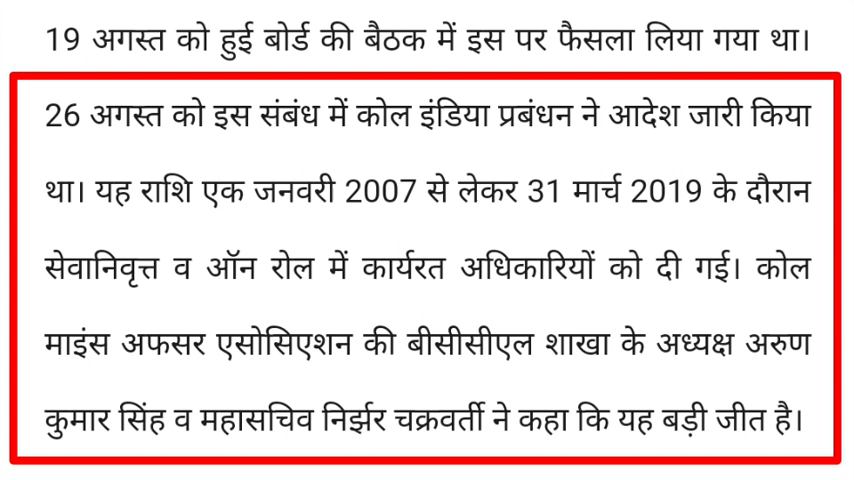 19 अगस्त को हुई बोर्ड की बैठक में इस पर फैसला लिया गया था।
26 अगस्त को इस संबंध में कोल इंडिया प्रबंधन ने आदेश जारी किया
था। यह राशि एक जनवरी 2007 से लेकर 31 मार्च 2019 के दौरान
सेवानिवृत्त व ऑन रोल में कार्यरत अधिकारियों को दी गई। कोल
माइंस अफसर एसोसिएशन की बीसीसीएल शाखा के अध्यक्ष अरुण
कुमार सिंह व महासचिव निर्झर चक्रवर्ती ने कहा कि यह बड़ी जीत है।